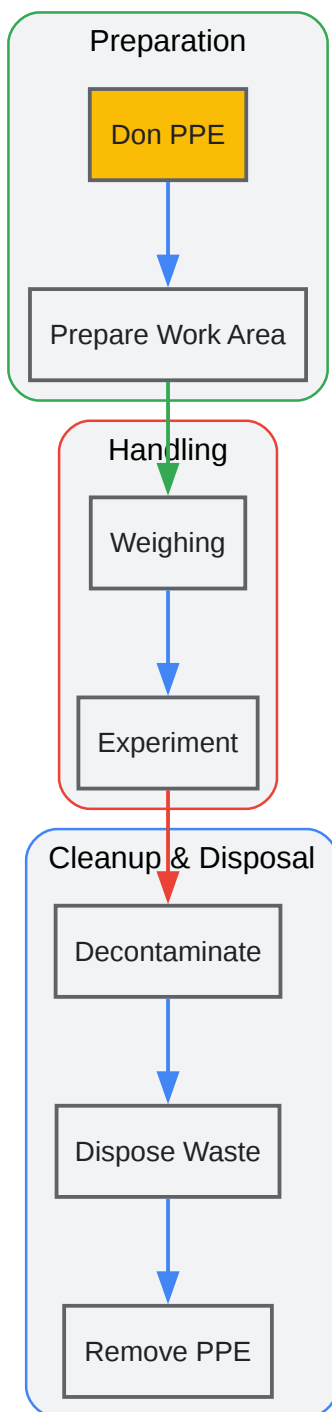 Preparation
Don PPE
Prepare Work Area
Handling
Weighing
Experiment
Cleanup & Disposal
Decontaminate
Dispose Waste
Remove PPE